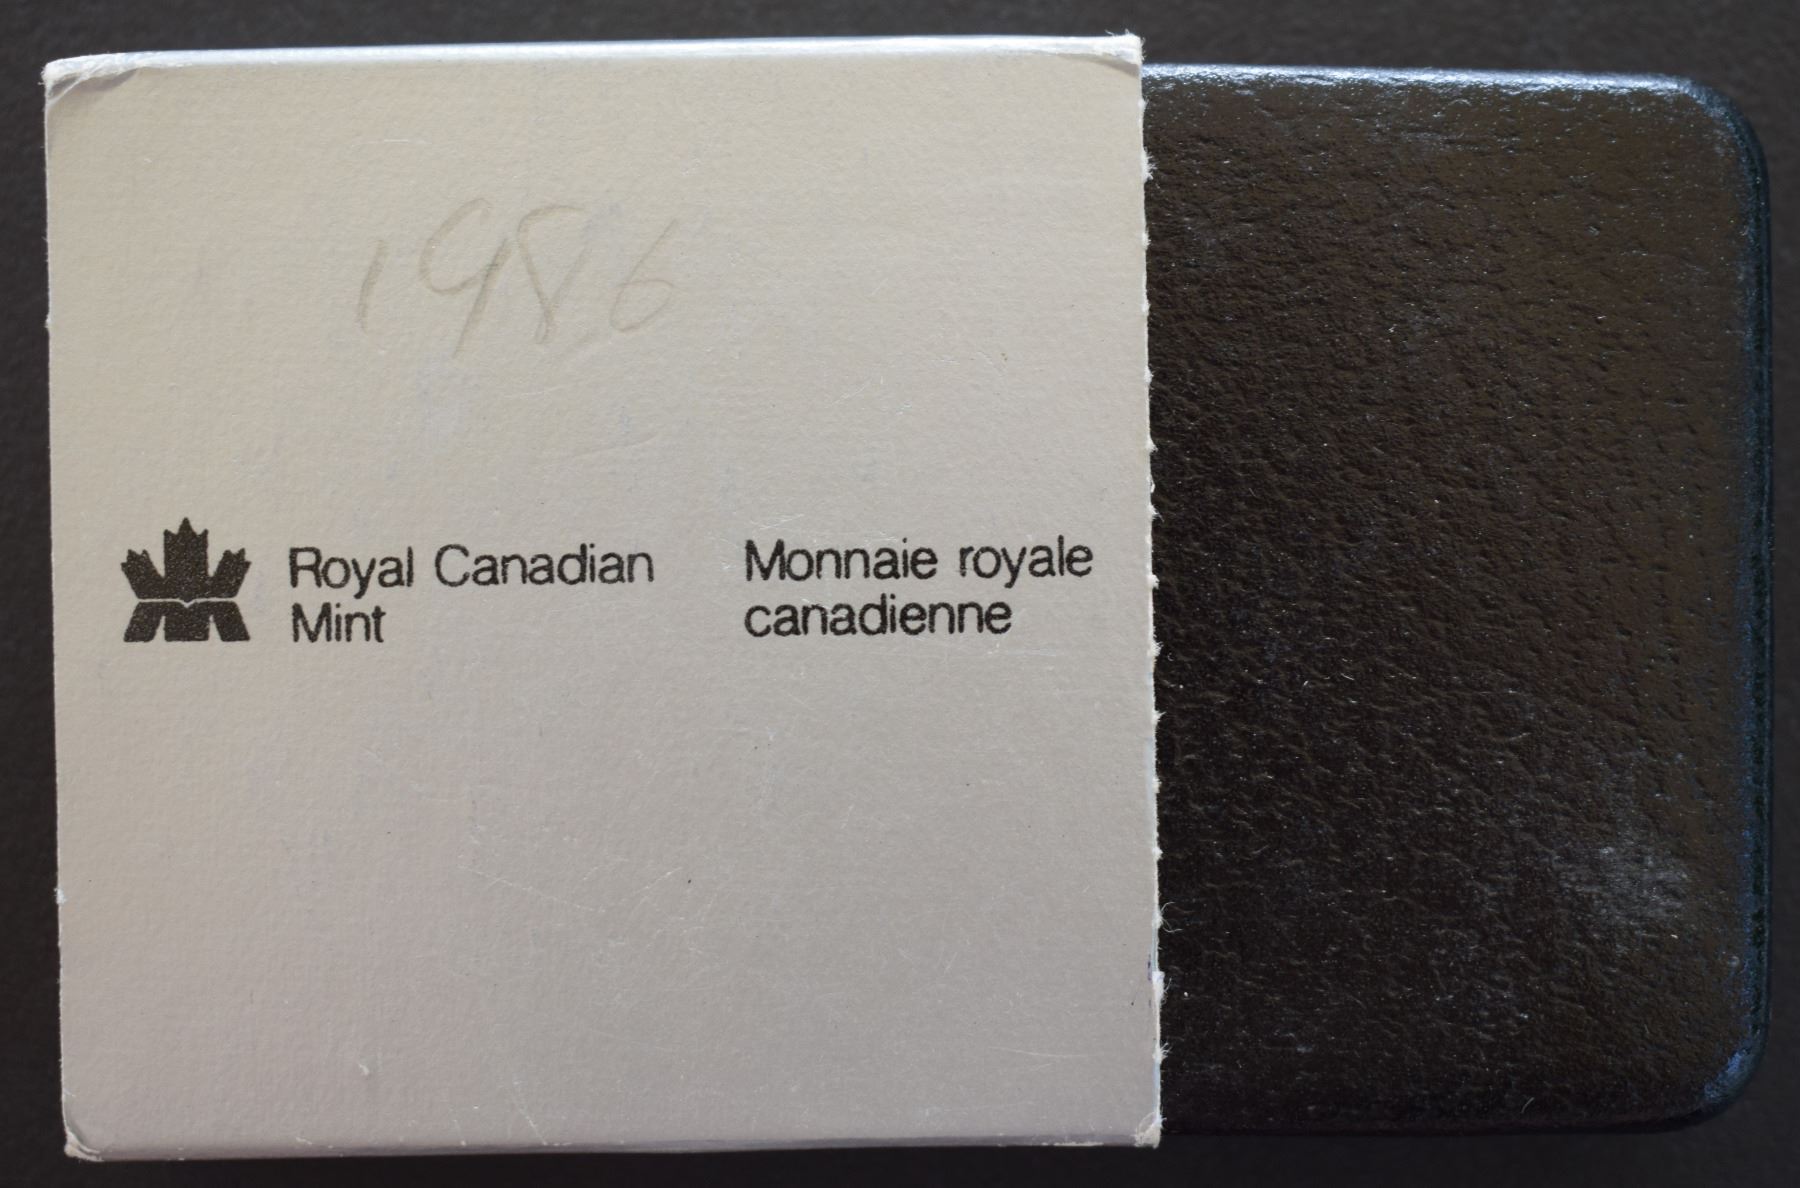 1986
Royal Canadian
Mint
Monnaie royale
canadienne